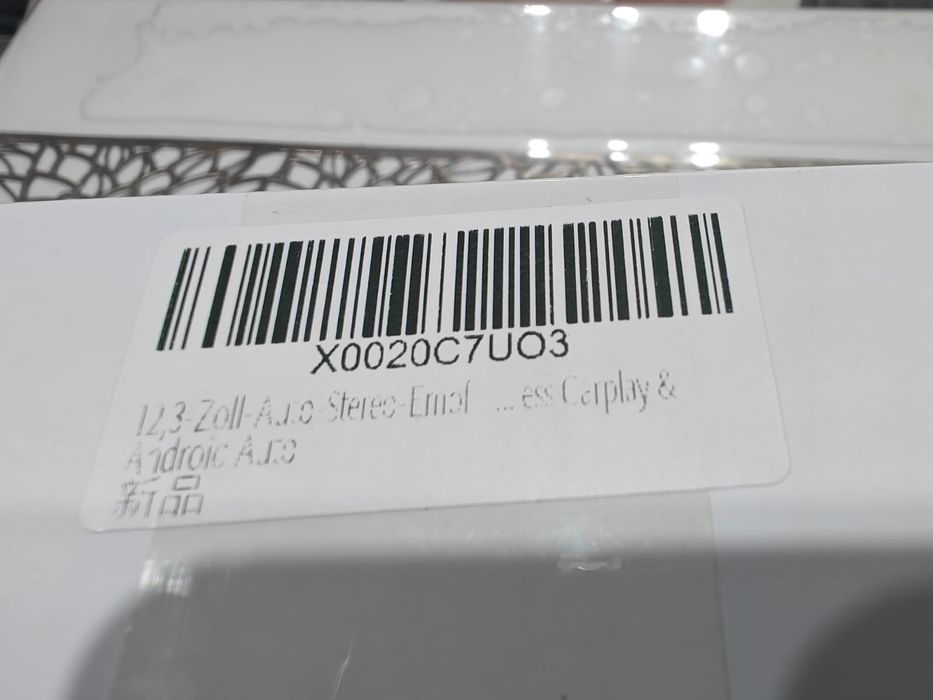 X0020C7UO3
12,3-Zoll-Auto-Stereo-Empf ... ess Carplay &
Android Auto
新品